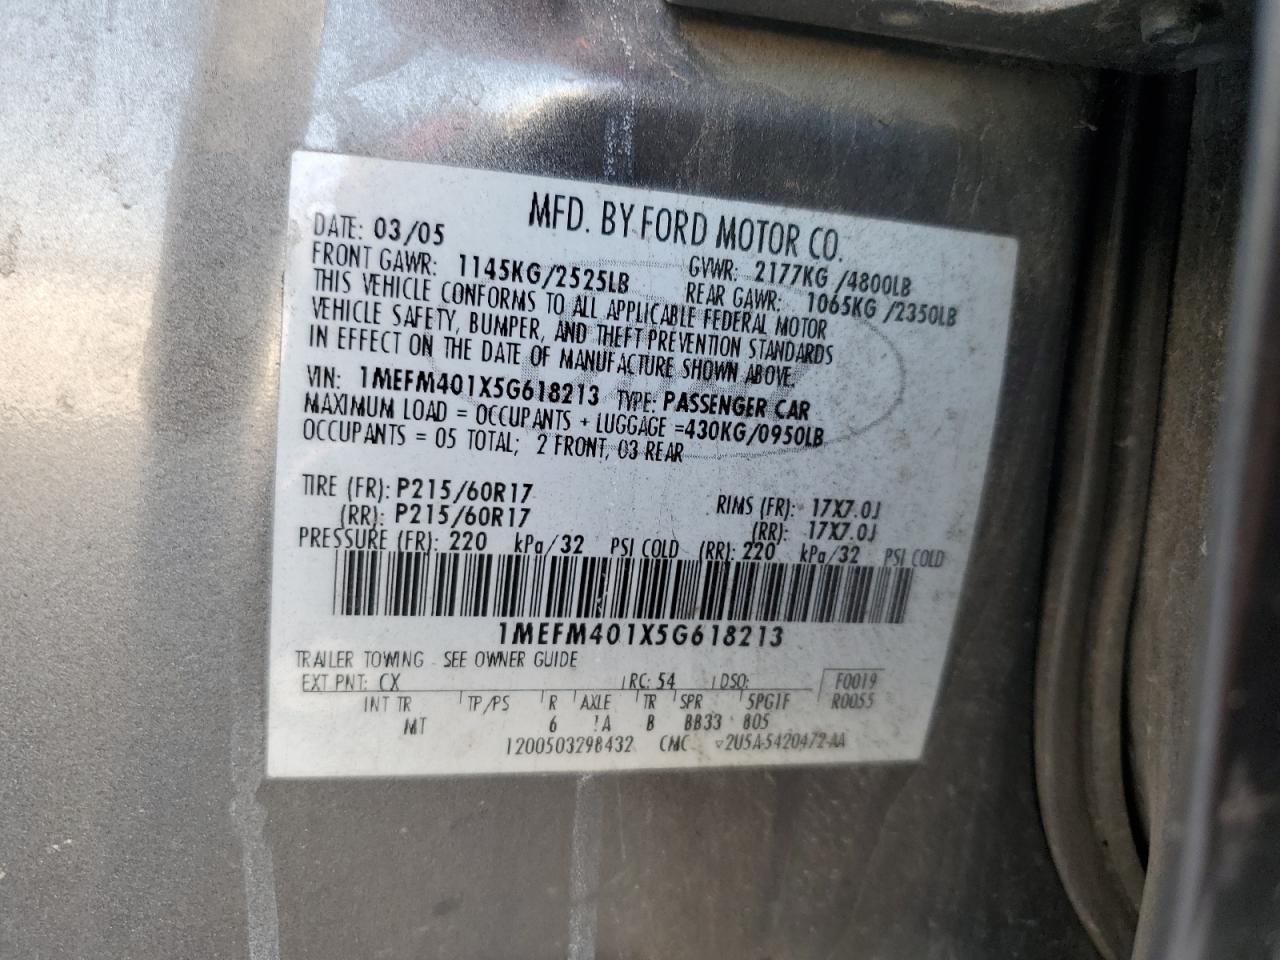 MFD. BY FORD MOTOR CO.
DATE: 03/05
GVWR: 2177KG /4800LB
FRONT GAWR: 1145KG/2525LB
REAR GAWR: 1065KG /2350LB
THIS VEHICLE CONFORMS TO ALL APPLICABLE FEDERAL MOTOR
VEHICLE SAFETY, BUMPER, AND THEFT PREVENTION STANDARDS
IN EFFECT ON THE DATE OF MANUFACTURE SHOWN ABOVE.
VIN: 1MEFM401X5G618213 TYPE: PASSENGER CAR
MAXIMUM LOAD = OCCUPANTS + LUGGAGE =430KG/0950LB
OCCUPANTS = 05 TOTAL; 2 FRONT, 03 REAR
TIRE (FR): P215/60R17 RIMS (FR): 17X7.0J
(RR): P215/60R17 (RR): 17X7.0J
PRESSURE (FR): 220 kPa/32 PSI COLD (RR): 220 kPa/32 PSI COLD
1MEFM401X5G618213
TRAILER TOWING - SEE OWNER GUIDE
EXT PNT: CX RC: 54 DSO: F0019
INT TR TP/PS R AXLE TR SPR 5PG1F R0055
MT 6 A B BB33 805
1200503298432 CMC 2U5A-5420472-AA